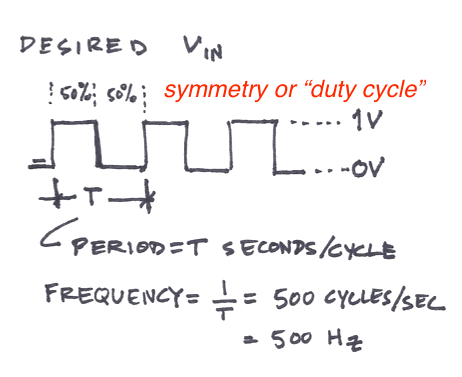 DESIRED VIN
50% 50% symmetry or “duty cycle”
1V
0V
T
PERIOD=T SECONDS/CYCLE
FREQUENCY= 1/T = 500 CYCLES/SEC
= 500 Hz